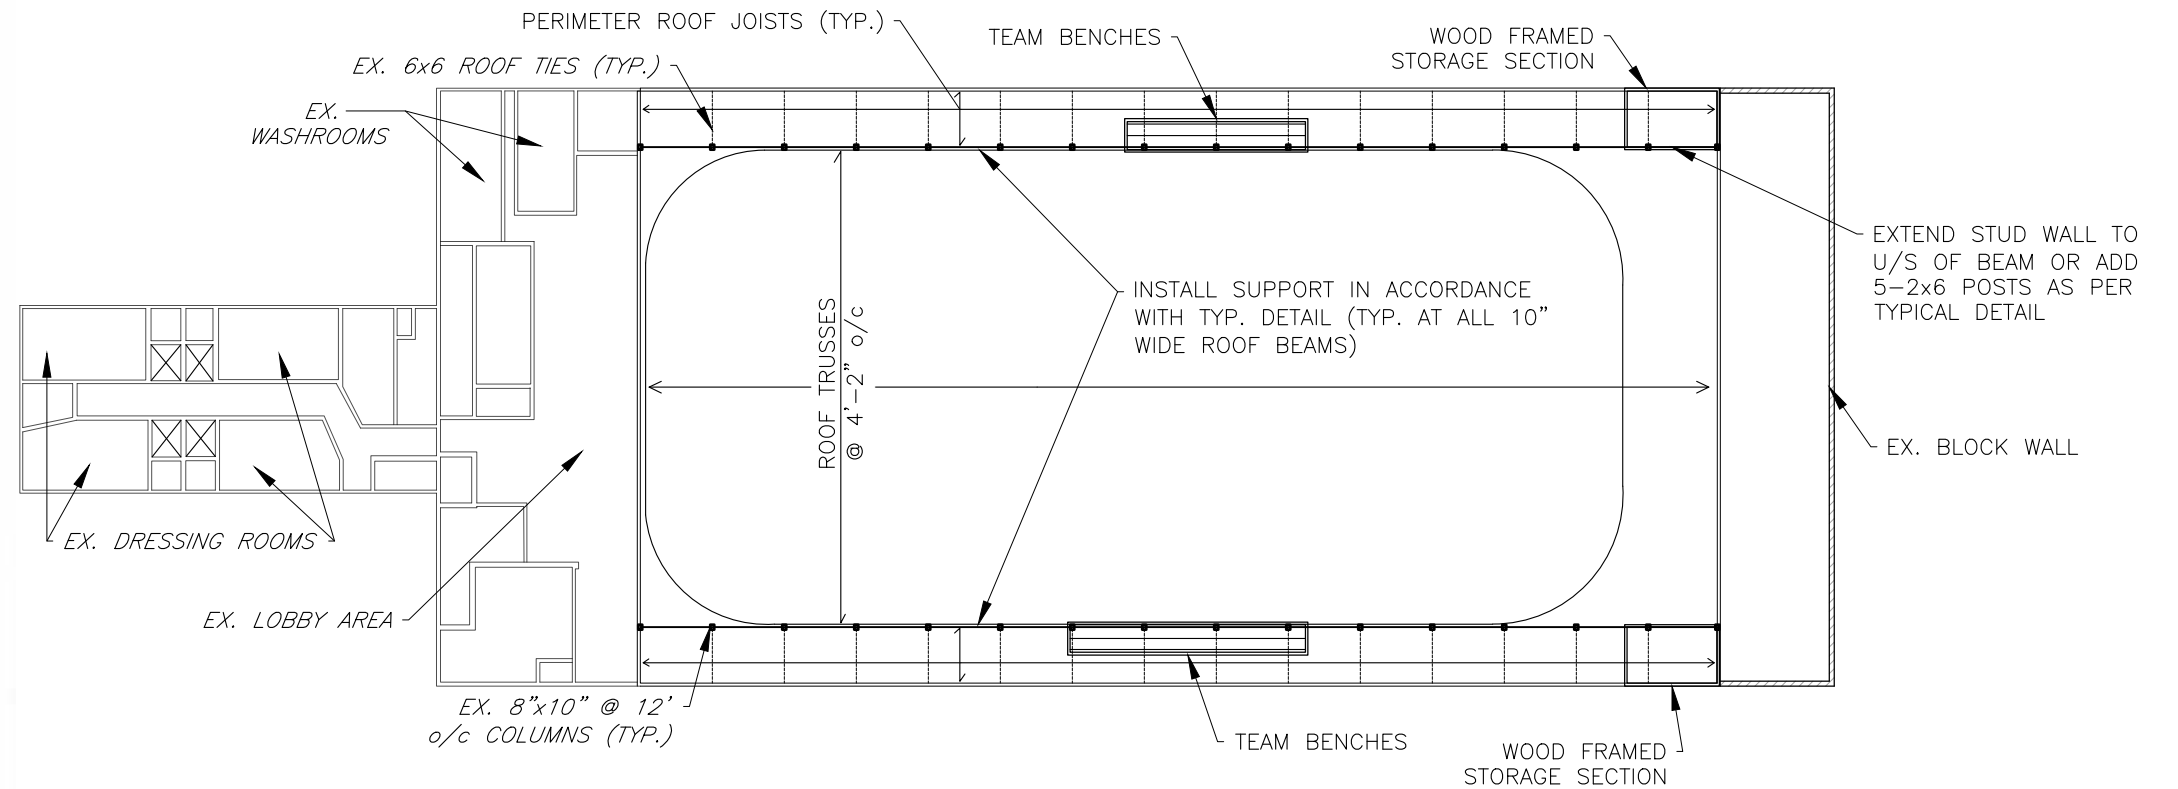 PERIMETER ROOF JOISTS (TYP.)
TEAM BENCHES
WOOD FRAMED
STORAGE SECTION
EX. 6x6 ROOF TIES (TYP.)
EX.
WASHROOMS
EXTEND STUD WALL TO
U/S OF BEAM OR ADD
5-2x6 POSTS AS PER
TYPICAL DETAIL
INSTALL SUPPORT IN ACCORDANCE
WITH TYP. DETAIL (TYP. AT ALL 10"
WIDE ROOF BEAMS)
ROOF TRUSSES
@ 4'-2" o/c
EX. BLOCK WALL
EX. DRESSING ROOMS
EX. LOBBY AREA
EX. 8"x10" @ 12'
o/c COLUMNS (TYP.)
TEAM BENCHES
WOOD FRAMED
STORAGE SECTION